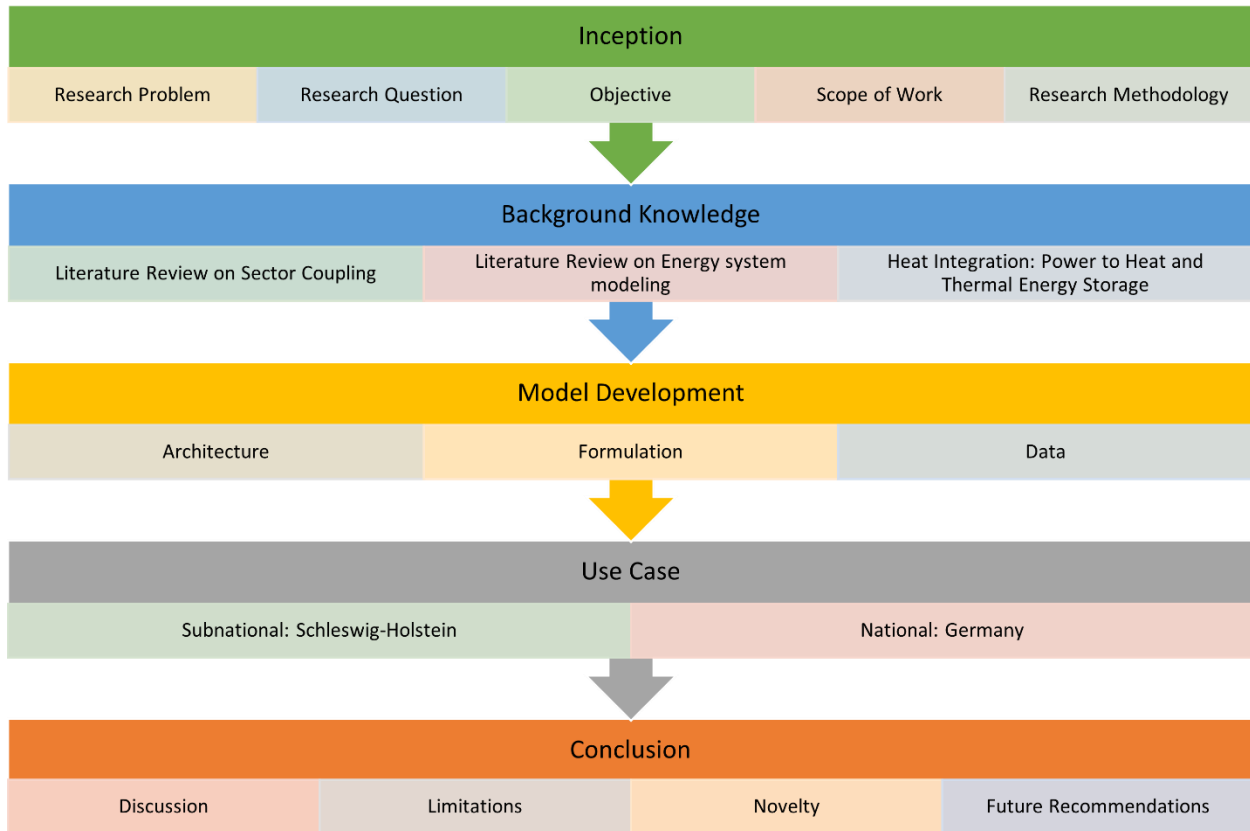 Inception
Research Problem
Research Question
Objective
Scope of Work
Research Methodology
Background Knowledge
Literature Review on Sector Coupling
Literature Review on Energy system
modeling
Heat Integration: Power to Heat and
Thermal Energy Storage
Model Development
Architecture
Formulation
Data
Use Case
Subnational: Schleswig-Holstein
National: Germany
Conclusion
Discussion
Limitations
Novelty
Future Recommendations